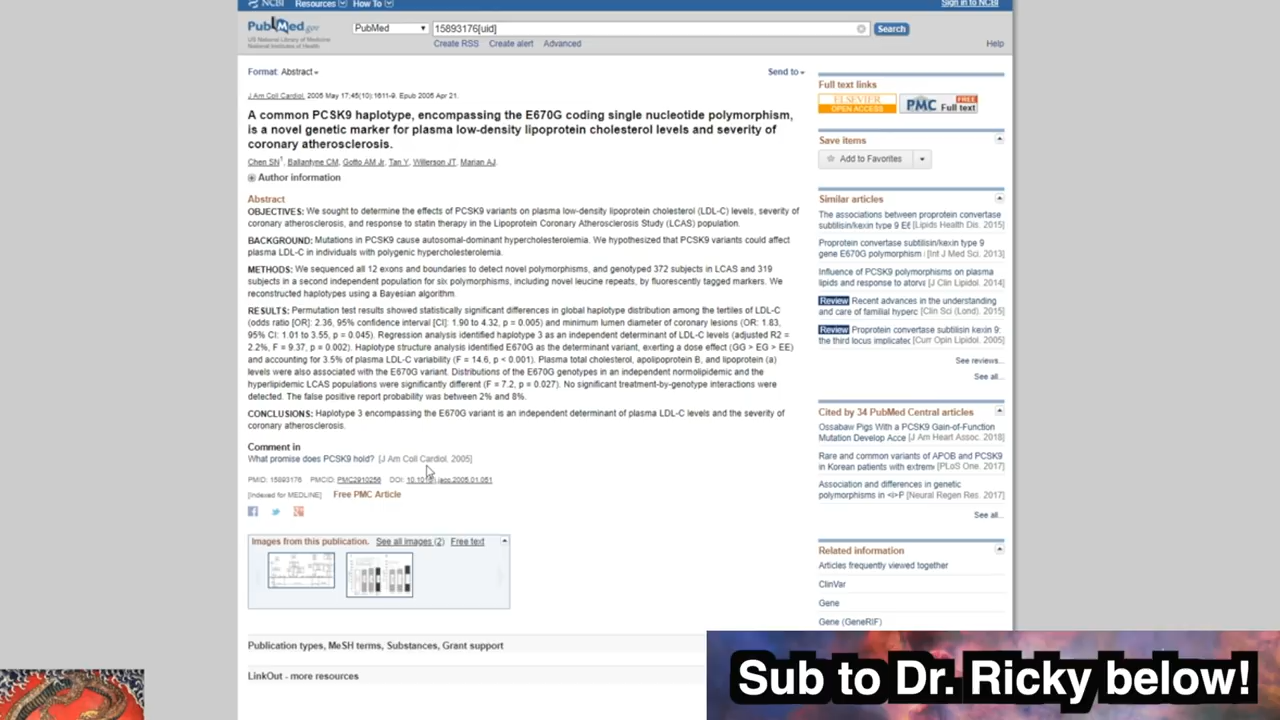 NCBI Resources How To Sign in to NCBI
PubMed.gov PubMed 15893176[uid] Search
US National Library of Medicine
National Institutes of Health
Create RSS Create alert Advanced Help
Format: Abstract Send to
J Am Coll Cardiol. 2005 May 17;45(10):1611-9. Epub 2005 Apr 21.
A common PCSK9 haplotype, encompassing the E670G coding single nucleotide polymorphism,
is a novel genetic marker for plasma low-density lipoprotein cholesterol levels and severity of
coronary atherosclerosis.
Chen SN1, Ballantyne CM, Gotto AM Jr, Tan Y, Willerson JT, Marian AJ.
Author information
Abstract
OBJECTIVES: We sought to determine the effects of PCSK9 variants on plasma low-density lipoprotein cholesterol (LDL-C) levels, severity of
coronary atherosclerosis, and response to statin therapy in the Lipoprotein Coronary Atherosclerosis Study (LCAS) population.
BACKGROUND: Mutations in PCSK9 cause autosomal-dominant hypercholesterolemia. We hypothesized that PCSK9 variants could affect
plasma LDL-C in individuals with polygenic hypercholesterolemia.
METHODS: We sequenced all 12 exons and boundaries to detect novel polymorphisms, and genotyped 372 subjects in LCAS and 319
subjects in a second independent population for six polymorphisms, including novel leucine repeats, by fluorescently tagged markers. We
reconstructed haplotypes using a Bayesian algorithm.
RESULTS: Permutation test results showed statistically significant differences in global haplotype distribution among the tertiles of LDL-C
(odds ratio [OR]: 2.36, 95% confidence interval [CI]: 1.90 to 4.32, p = 0.005) and minimum lumen diameter of coronary lesions (OR: 1.83,
95% CI: 1.01 to 3.55, p = 0.045). Regression analysis identified haplotype 3 as an independent determinant of LDL-C levels (adjusted R2 =
2.2%, F = 9.37, p = 0.002). Haplotype structure analysis identified E670G as the determinant variant, exerting a dose effect (GG > EG > EE)
and accounting for 3.5% of plasma LDL-C variability (F = 14.6, p < 0.001). Plasma total cholesterol, apolipoprotein B, and lipoprotein (a)
levels were also associated with the E670G variant. Distributions of the E670G genotypes in an independent normolipidemic and the
hyperlipidemic LCAS populations were significantly different (F = 7.2, p = 0.027). No significant treatment-by-genotype interactions were
detected. The false positive report probability was between 2% and 8%.
CONCLUSIONS: Haplotype 3 encompassing the E670G variant is an independent determinant of plasma LDL-C levels and the severity of
coronary atherosclerosis.
Comment in
What promise does PCSK9 hold? [J Am Coll Cardiol. 2005]
PMID: 15893176 PMCID: PMC2910256 DOI: 10.1016/j.jacc.2005.01.051
[Indexed for MEDLINE] Free PMC Article
Images from this publication. See all images (2) Free text
Publication types, MeSH terms, Substances, Grant support
LinkOut - more resources
Full text links
ELSEVIER
OPEN ACCESS
PMC FREE
Full text
Save items
Add to Favorites
Similar articles
The associations between proprotein convertase
subtilisin/kexin type 9 E6 [Lipids Health Dis. 2015]
Proprotein convertase subtilisin/kexin type 9
gene E670G polymorphism [Int J Med Sci. 2013]
Influence of PCSK9 polymorphisms on plasma
lipids and response to atorva [J Clin Lipidol. 2014]
Review Recent advances in the understanding
and care of familial hyperc [Clin Sci (Lond). 2015]
Review Proprotein convertase subtilisin kexin 9:
the third locus implicated [Curr Opin Lipidol. 2005]
See reviews...
See all...
Cited by 34 PubMed Central articles
Ossabaw Pigs With a PCSK9 Gain-of-Function
Mutation Develop Acce [J Am Heart Assoc. 2018]
Rare and common variants of APOB and PCSK9
in Korean patients with extrem [PLoS One. 2017]
Association and differences in genetic
polymorphisms in <i>P [Neural Regen Res. 2017]
See all...
Related information
Articles frequently viewed together
ClinVar
Gene
Gene (GeneRIF)
Sub to Dr. Ricky below!